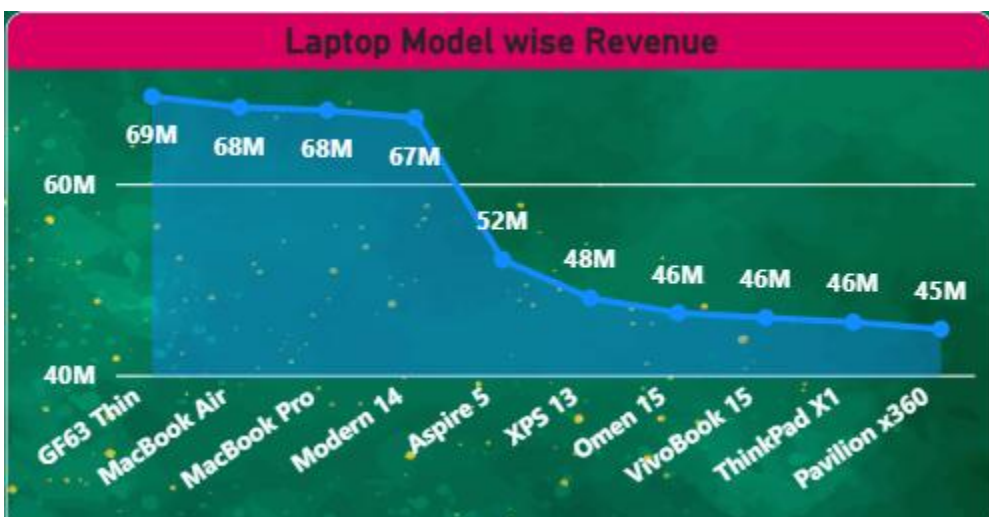 Laptop Model wise Revenue
69M
68M
68M
67M
60M
52M
48M
46M
46M
46M
45M
40M
GF63 Thin
MacBook Air
MacBook Pro
Modern 14
Aspire 5
XPS 13
Omen 15
VivoBook 15
ThinkPad X1
Pavilion x360